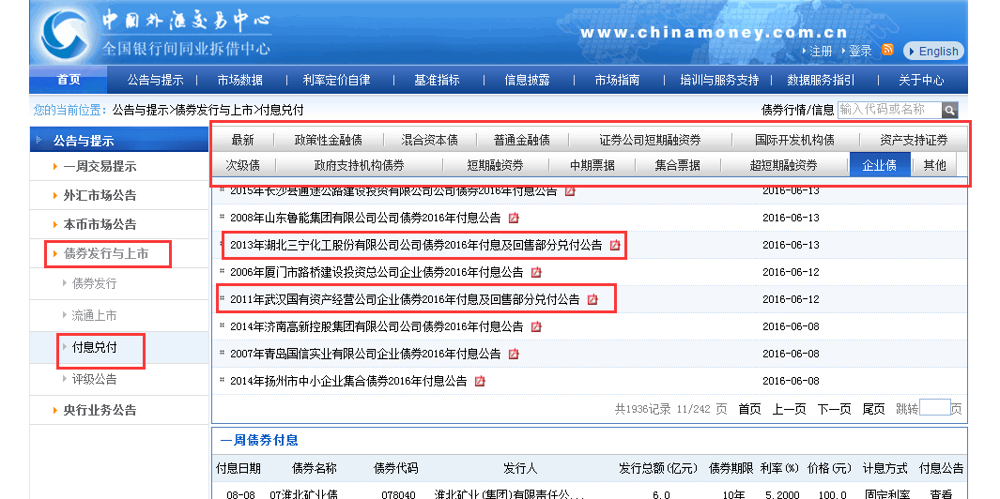 中国外汇交易中心
全国银行间同业拆借中心
www.chinamoney.com.cn
注册 登录 English
首页 公告与提示 市场数据 利率定价自律 基准指标 信息披露 市场指南 培训与服务支持 数据服务指引 关于中心
您的当前位置：公告与提示>债券发行与上市>付息兑付 债券行情/信息 输入代码或名称
公告与提示
一周交易提示
外汇市场公告
本币市场公告
债券发行与上市
债券发行
流通上市
付息兑付
评级公告
央行业务公告
最新 政策性金融债 混合资本债 普通金融债 证券公司短期融资券 国际开发机构债 资产支持证券
次级债 政府支持机构债券 短期融资券 中期票据 集合票据 超短期融资券 企业债 其他
2015年长沙县通途公路建设投资有限公司公司债券2016年付息公告 2016-06-13
2008年山东鲁能集团有限公司公司债券2016年付息公告 2016-06-13
2013年湖北三宁化工股份有限公司公司债券2016年付息及回售部分兑付公告 2016-06-13
2006年厦门市路桥建设投资总公司企业债券2016年付息公告 2016-06-12
2011年武汉国有资产经营公司企业债券2016年付息及回售部分兑付公告 2016-06-12
2014年济南高新控股集团有限公司公司债券2016年付息公告 2016-06-08
2007年青岛国信实业有限公司企业债券2016年付息公告 2016-06-08
2014年扬州市中小企业集合债券2016年付息公告 2016-06-08
共1936记录 11/242 页 首页 上一页 下一页 尾页 跳转 页
一周债券付息
付息日期 债券名称 债券代码 发行人 发行总额(亿元) 债券期限 利率(%) 价格(元) 计息方式 付息公告
08-08 07淮北矿业债 078040 淮北矿业(集团)有限责任公... 6.0 10年 5.2000 100.0 固定利率 查看